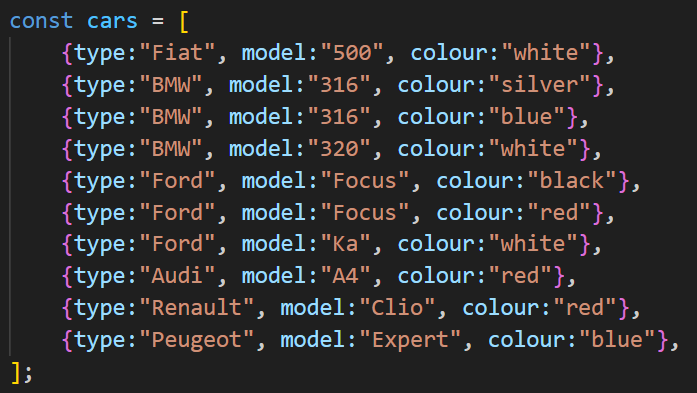 const cars = [
    {type:"Fiat", model:"500", colour:"white"},
    {type:"BMW", model:"316", colour:"silver"},
    {type:"BMW", model:"316", colour:"blue"},
    {type:"BMW", model:"320", colour:"white"},
    {type:"Ford", model:"Focus", colour:"black"},
    {type:"Ford", model:"Focus", colour:"red"},
    {type:"Ford", model:"Ka", colour:"white"},
    {type:"Audi", model:"A4", colour:"red"},
    {type:"Renault", model:"Clio", colour:"red"},
    {type:"Peugeot", model:"Expert", colour:"blue"},
];